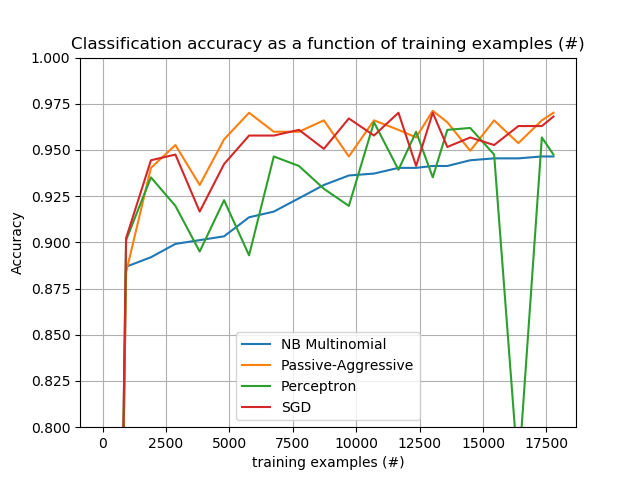 Classification accuracy as a function of training examples (#)
1.000
0.975
0.950
0.925
0.900
0.875
0.850
0.825
0.800
Accuracy
NB Multinomial
Passive-Aggressive
Perceptron
SGD
0 2500 5000 7500 10000 12500 15000 17500
training examples (#)